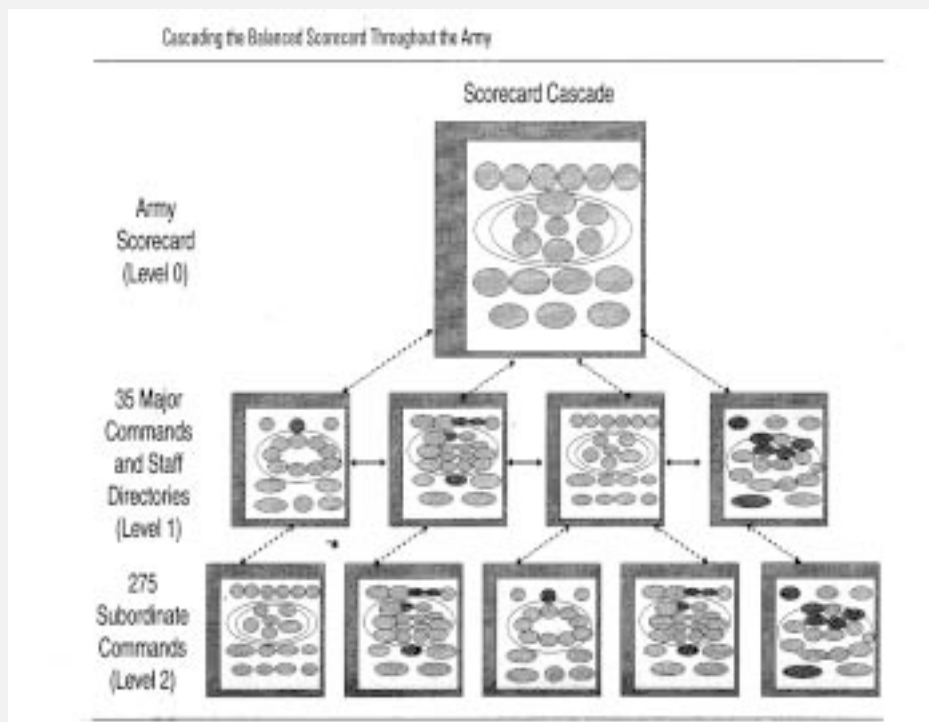 Cascading the Balanced Scorecard Throughout the Army
Scorecard Cascade
Army
Scorecard
(Level 0)
35 Major
Commands
and Staff
Directories
(Level 1)
275
Subordinate
Commands
(Level 2)